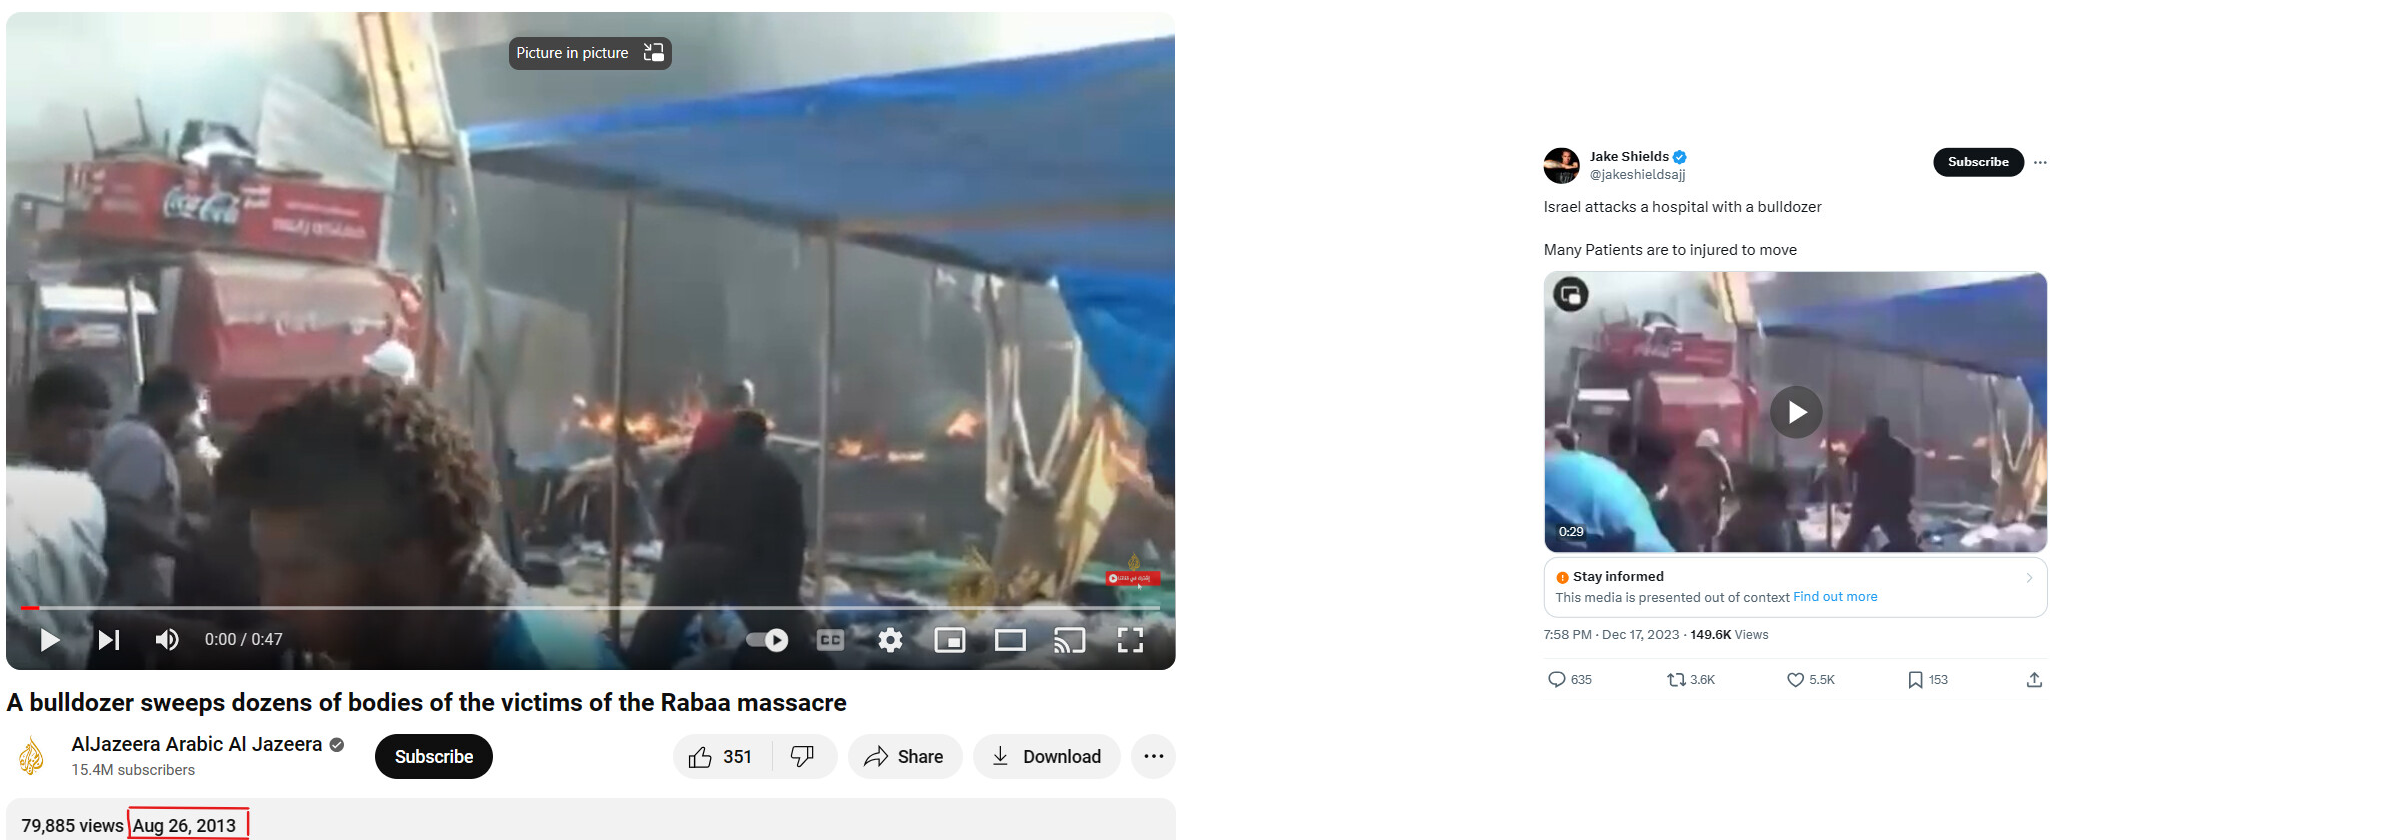 Picture in picture
Coca-Cola
0:00 / 0:47
CC
A bulldozer sweeps dozens of bodies of the victims of the Rabaa massacre
AlJazeera Arabic Al Jazeera
15.4M subscribers
Subscribe
351
Share
Download
79,885 views Aug 26, 2013
Jake Shields
@jakeshieldsajj
Subscribe
Israel attacks a hospital with a bulldozer
Many Patients are to injured to move
0:29
Stay informed
This media is presented out of context Find out more
7:58 PM · Dec 17, 2023 · 149.6K Views
635
3.6K
5.5K
153